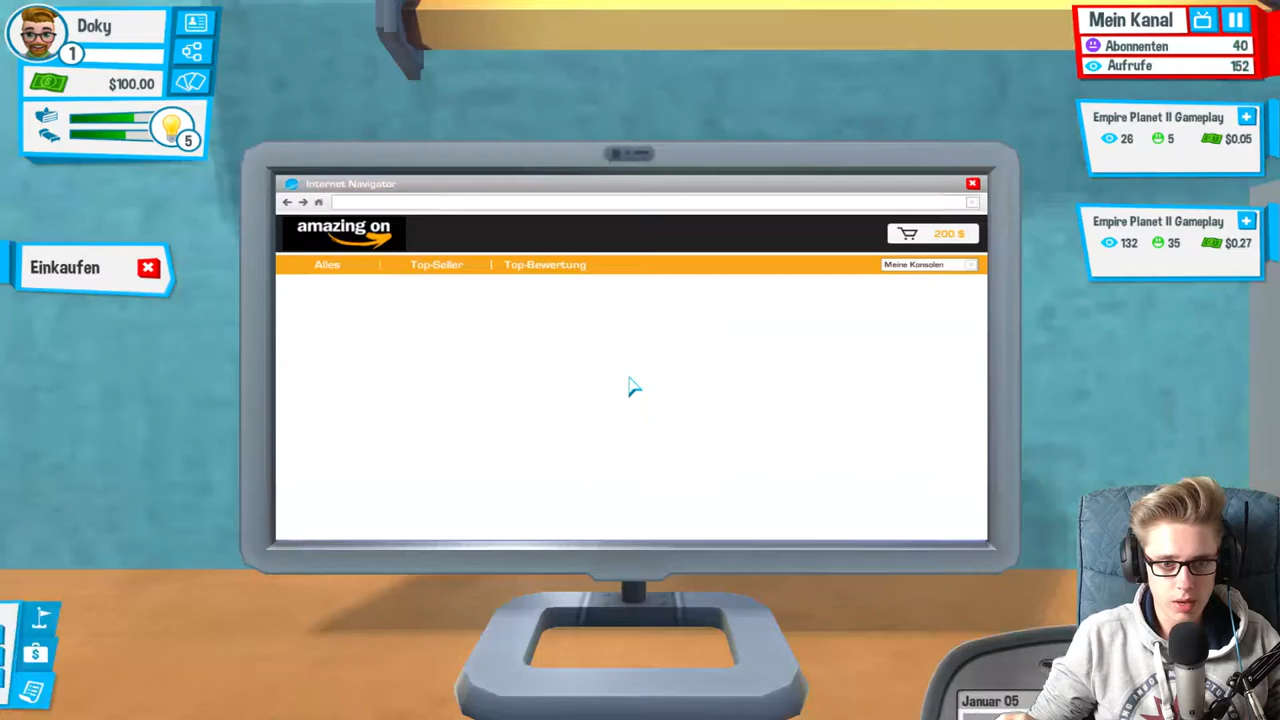 Doky
1
$100.00
5
Einkaufen
Internet Navigator
amazing on
200 $
Alles
Top-Seller
Top-Bewertung
Meine Konsolen
Mein Kanal
Abonnenten 40
Aufrufe 152
Empire Planet II Gameplay
26 5 $0.05
Empire Planet II Gameplay
132 35 $0.27
Januar 05